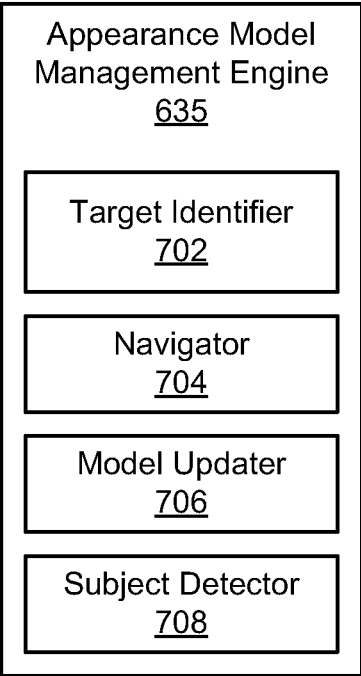 Appearance Model
Management Engine
635
Target Identifier
702
Navigator
704
Model Updater
706
Subject Detector
708